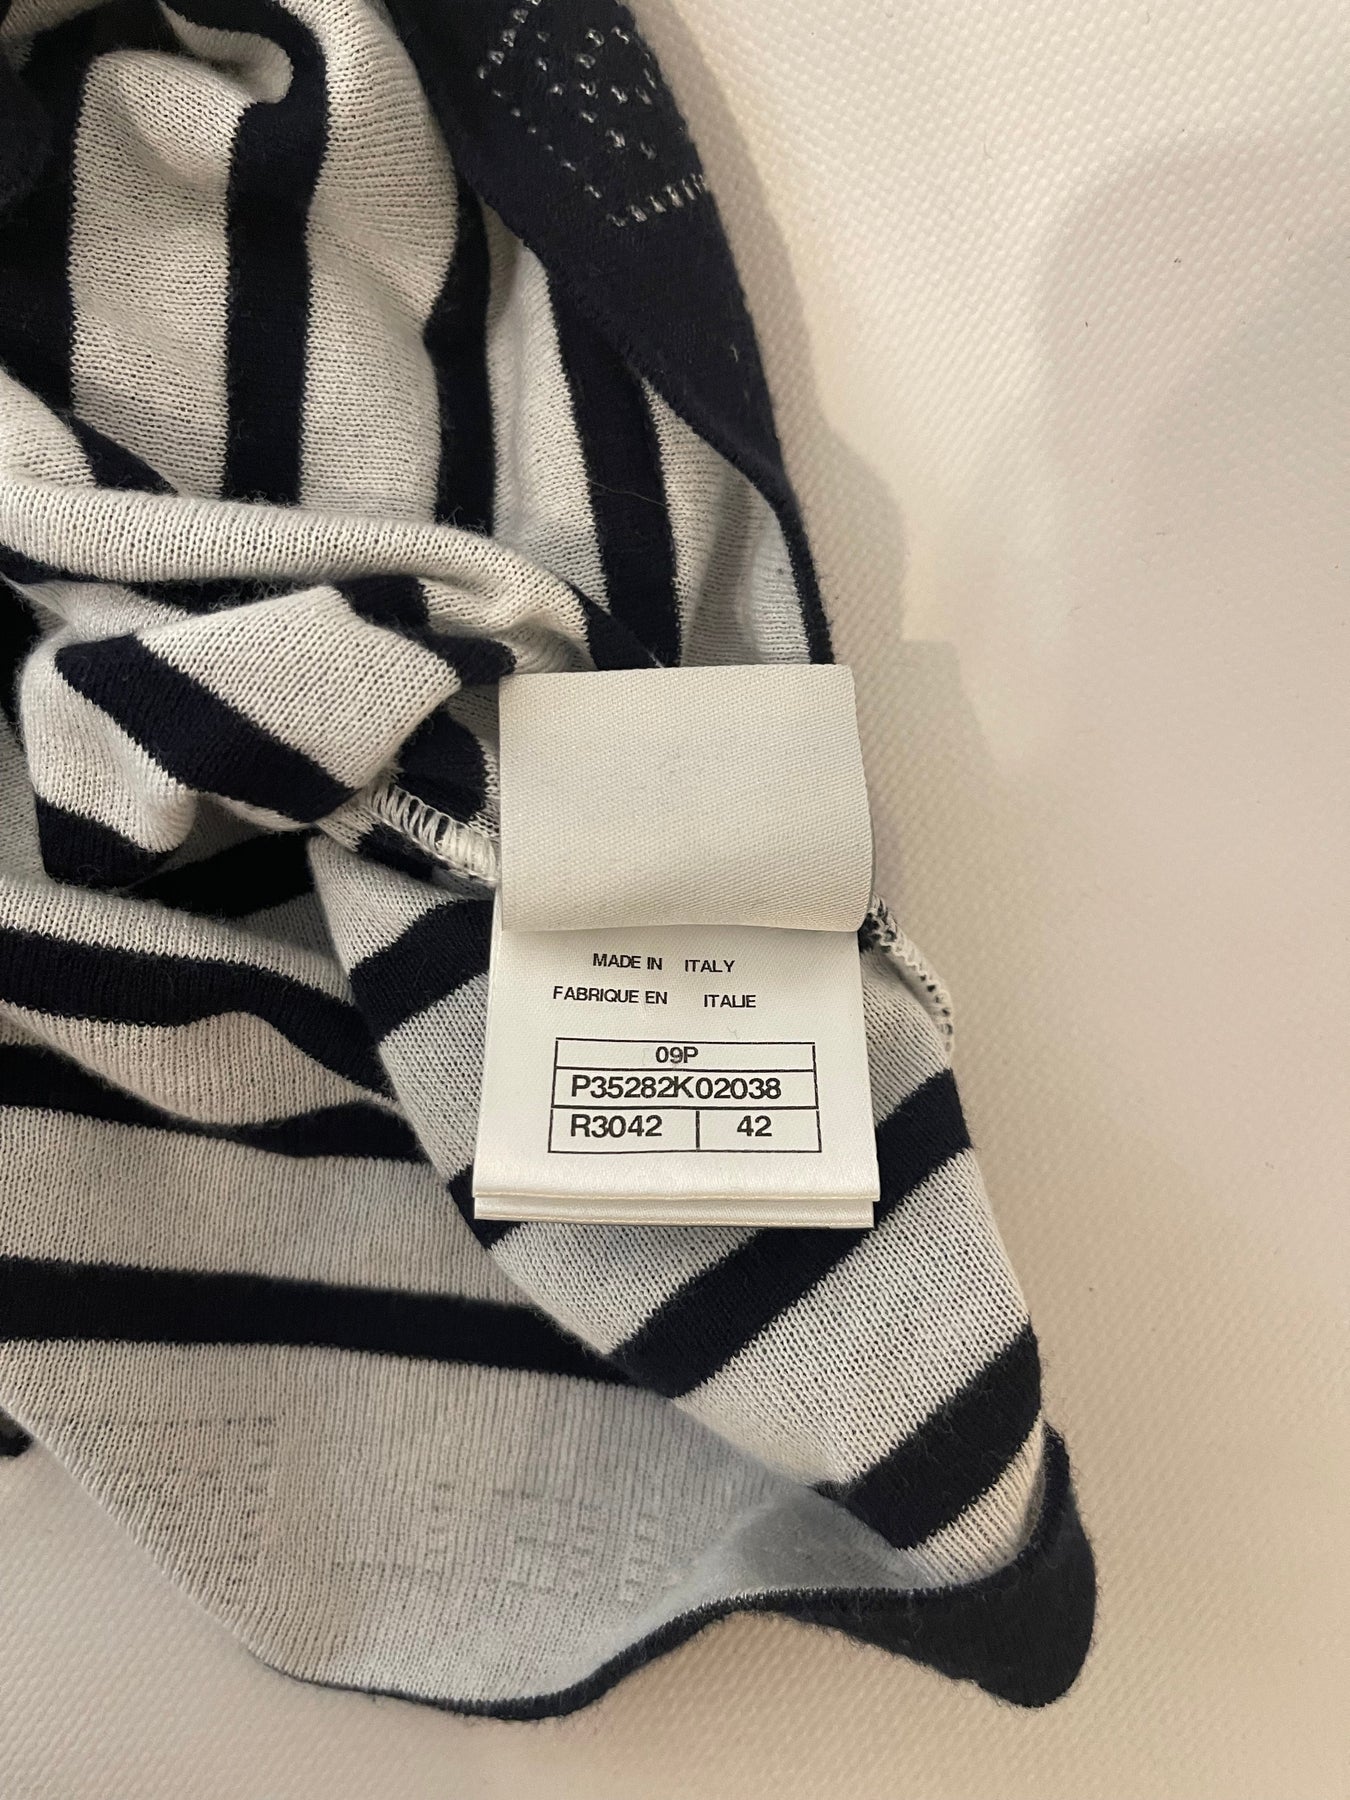 MADE IN ITALY
FABRIQUE EN ITALIE
09P
P35282K02038
R3042 42